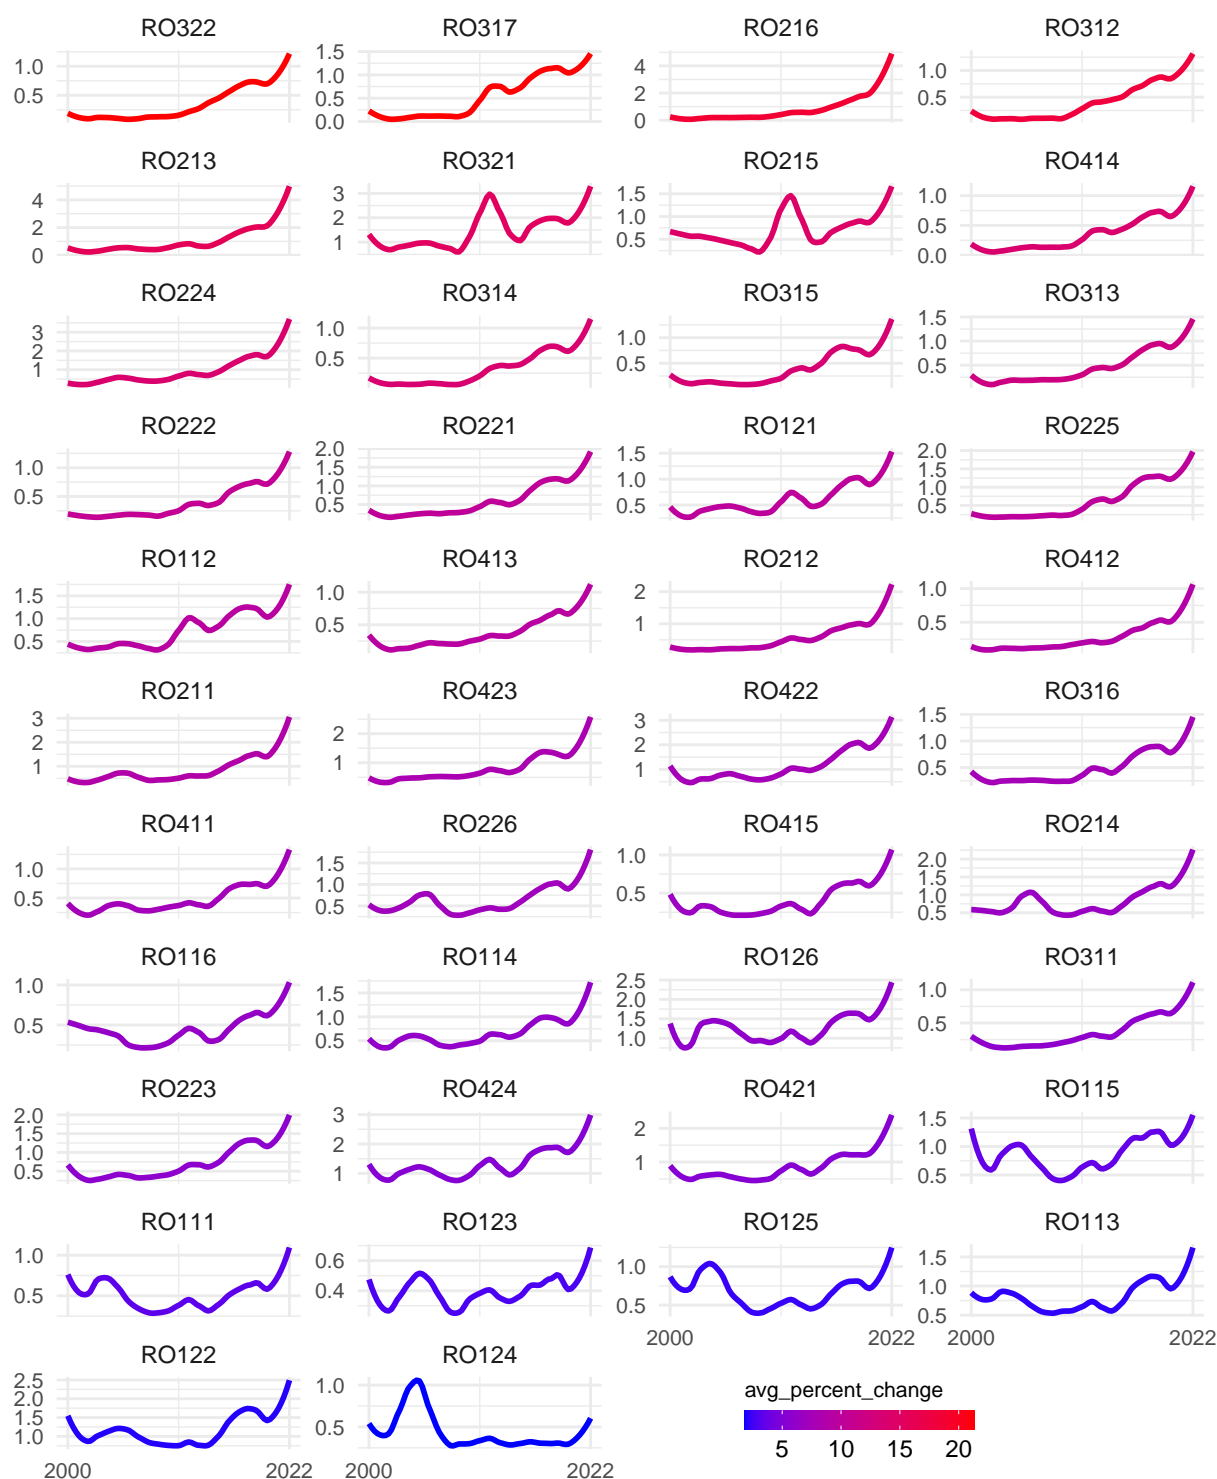 RO322 RO317 RO216 RO312
1.0 0.5 1.5 1.0 0.5 0.0 4 2 0 1.0 0.5
RO213 RO321 RO215 RO414
4 2 0 3 2 1 1.5 1.0 0.5 1.0 0.5 0.0
RO224 RO314 RO315 RO313
3 2 1 1.0 0.5 1.0 0.5 1.5 1.0 0.5
RO222 RO221 RO121 RO225
1.0 0.5 2.0 1.5 1.0 0.5 1.5 1.0 0.5 2.0 1.5 1.0 0.5
RO112 RO413 RO212 RO412
1.5 1.0 0.5 1.0 0.5 2 1 1.0 0.5
RO211 RO423 RO422 RO316
3 2 1 2 1 3 2 1 1.5 1.0 0.5
RO411 RO226 RO415 RO214
1.0 0.5 1.5 1.0 0.5 1.0 0.5 2.0 1.5 1.0 0.5
RO116 RO114 RO126 RO311
1.0 0.5 1.5 1.0 0.5 2.5 2.0 1.5 1.0 1.0 0.5
RO223 RO424 RO421 RO115
2.0 1.5 1.0 0.5 3 2 1 2 1 1.5 1.0 0.5
RO111 RO123 RO125 RO113
1.0 0.5 0.6 0.4 1.0 0.5 1.5 1.0 0.5
2000 2022 2000 2022
RO122 RO124
2.5 2.0 1.5 1.0 1.0 0.5
2000 2022 2000 2022
avg_percent_change
5 10 15 20